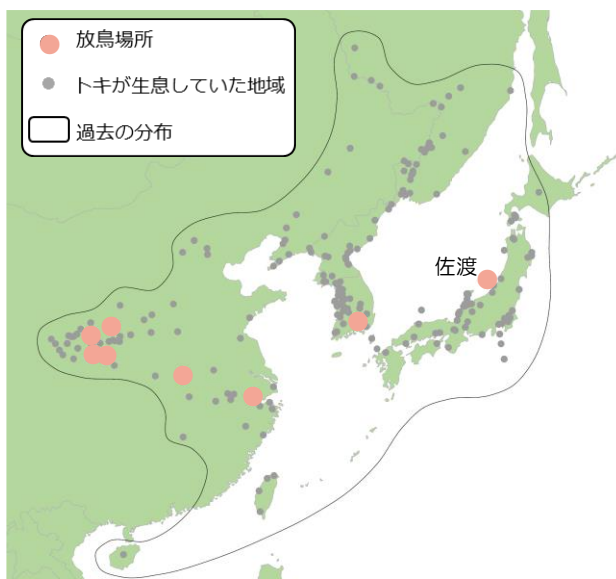 放鳥場所
トキが生息していた地域
過去の分布
佐渡